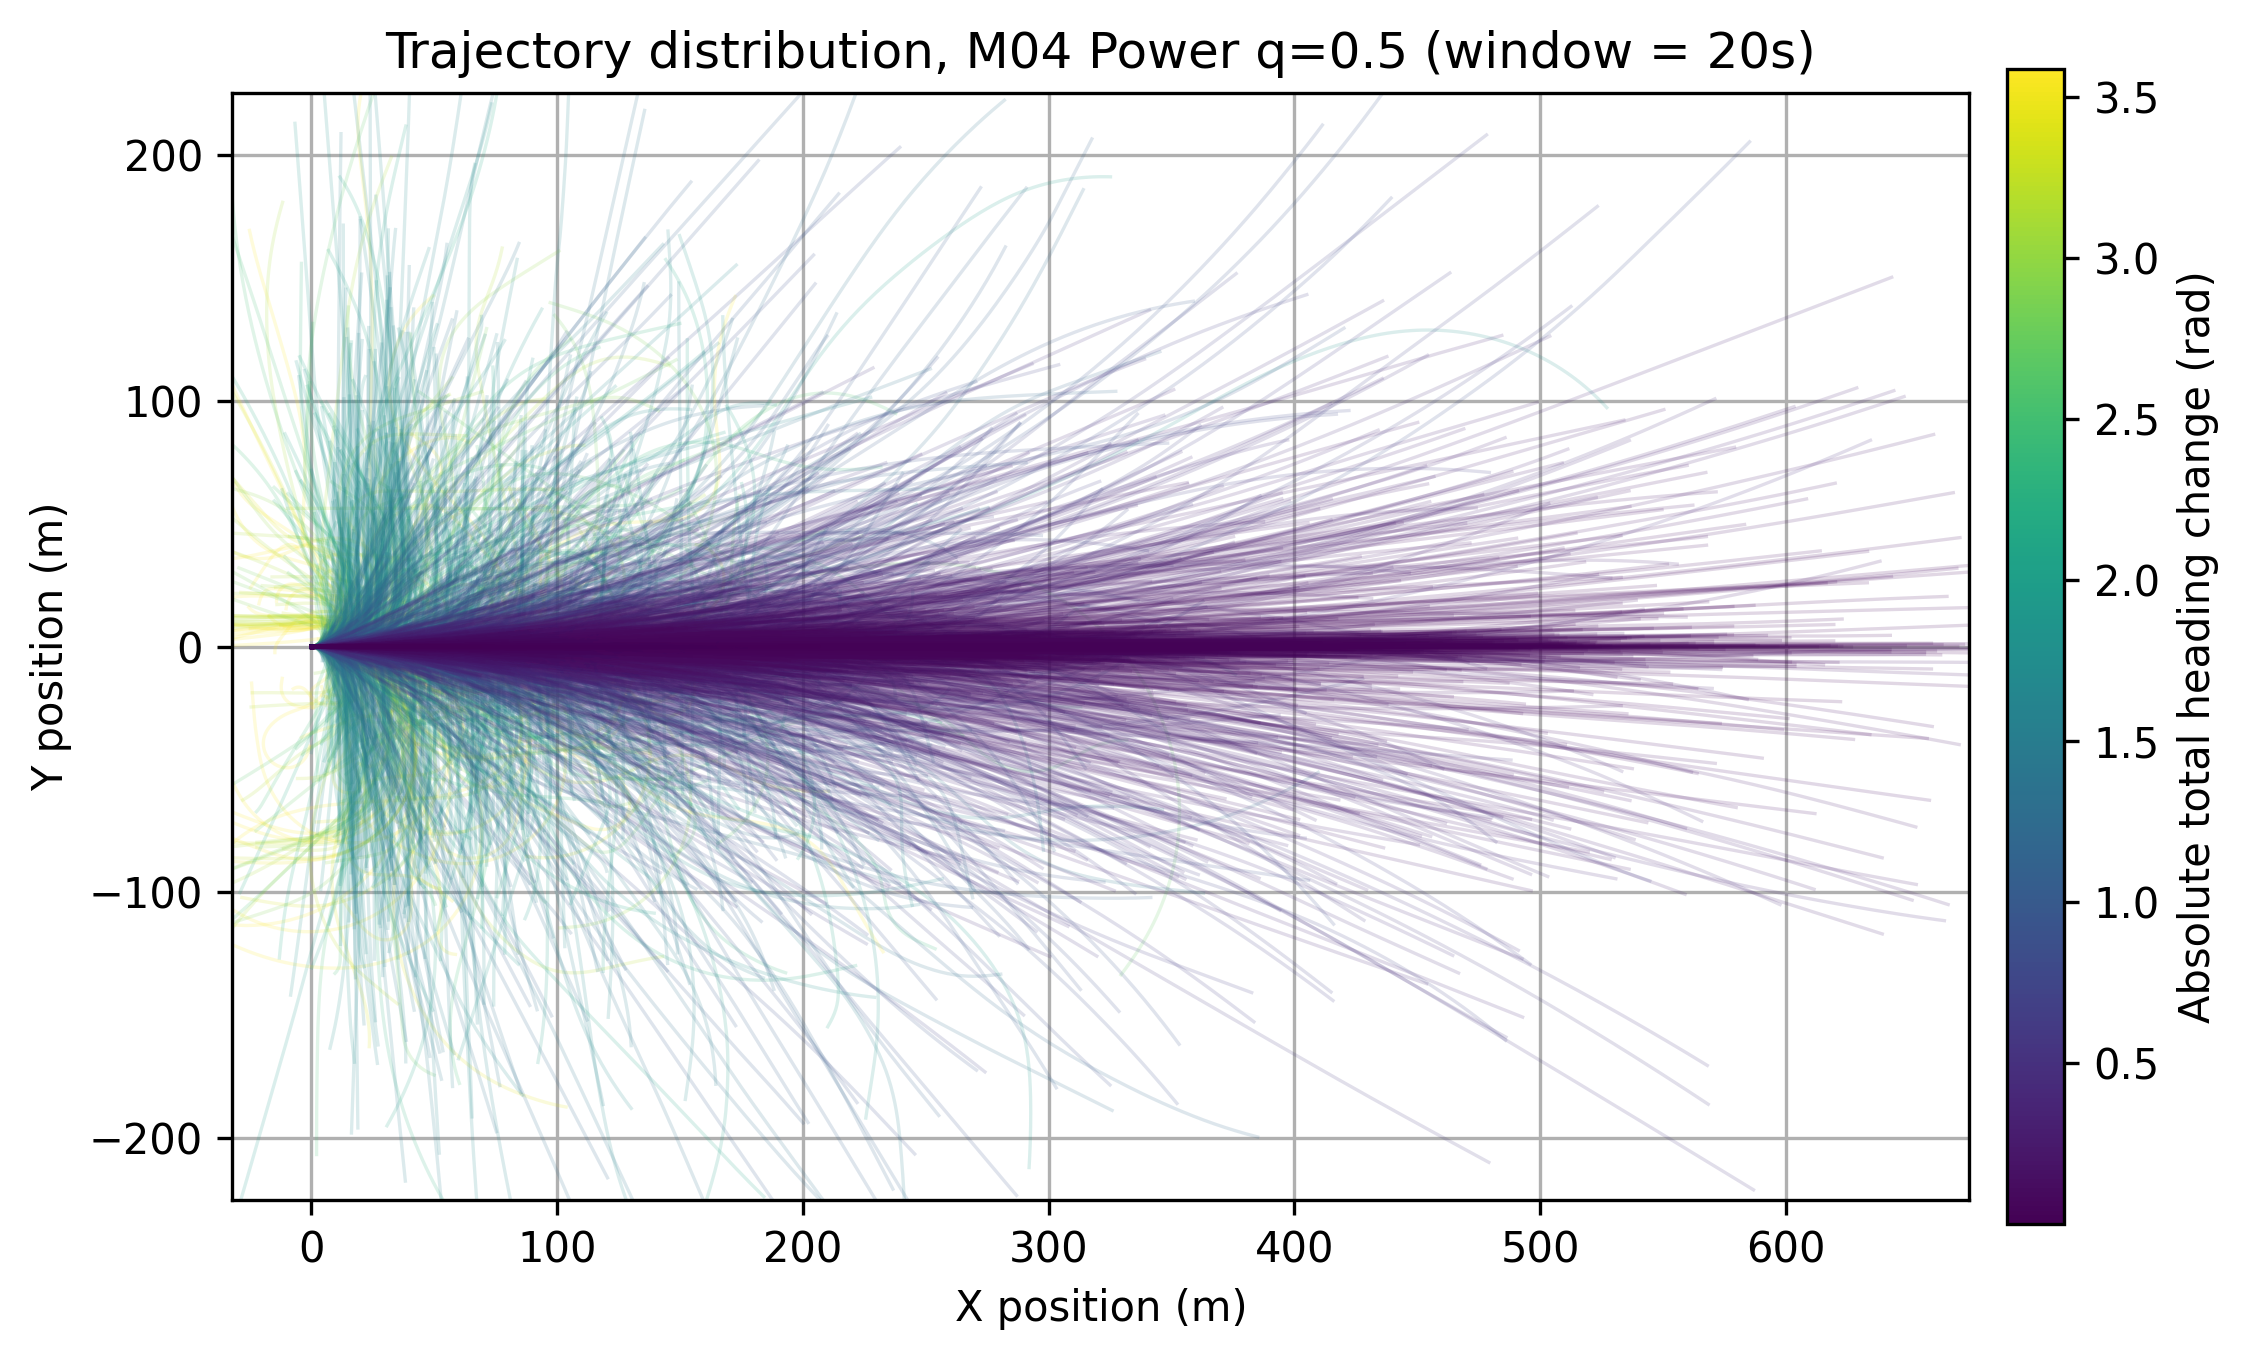 Trajectory distribution, M04 Power q=0.5 (window = 20s)
Y position (m)
200
100
0
−100
−200
0 100 200 300 400 500 600
X position (m)
3.5
3.0
2.5
2.0
1.5
1.0
0.5
Absolute total heading change (rad)